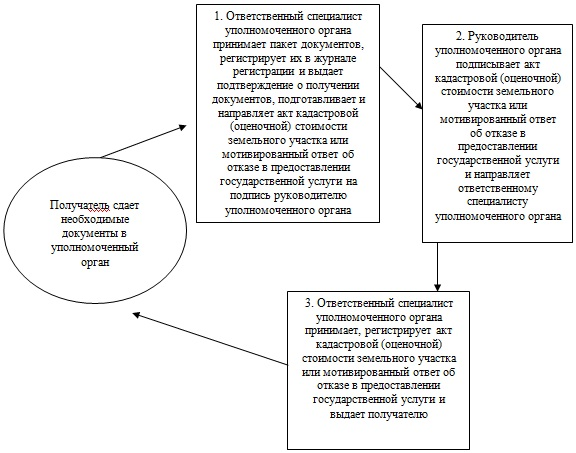 Получатель сдает
необходимые
документы в
уполномоченный
орган
1. Ответственный специалист
уполномоченного органа
принимает пакет документов,
регистрирует их в журнале
регистрации и выдает
подтверждение о получении
документов, подготавливает и
направляет акт кадастровой
(оценочной) стоимости
земельного участка или
мотивированный ответ об
отказе в предоставлении
государственной услуги на
подпись руководителю
уполномоченного органа
2. Руководитель
уполномоченного органа
подписывает акт
кадастровой (оценочной)
стоимости земельного
участка или
мотивированный ответ
об отказе в
предоставлении
государственной услуги
и направляет
ответственному
специалисту
уполномоченного органа
3. Ответственный специалист
уполномоченного органа
принимает, регистрирует акт
кадастровой (оценочной)
стоимости земельного участка
или мотивированный ответ об
отказе в предоставлении
государственной услуги и
выдает получателю